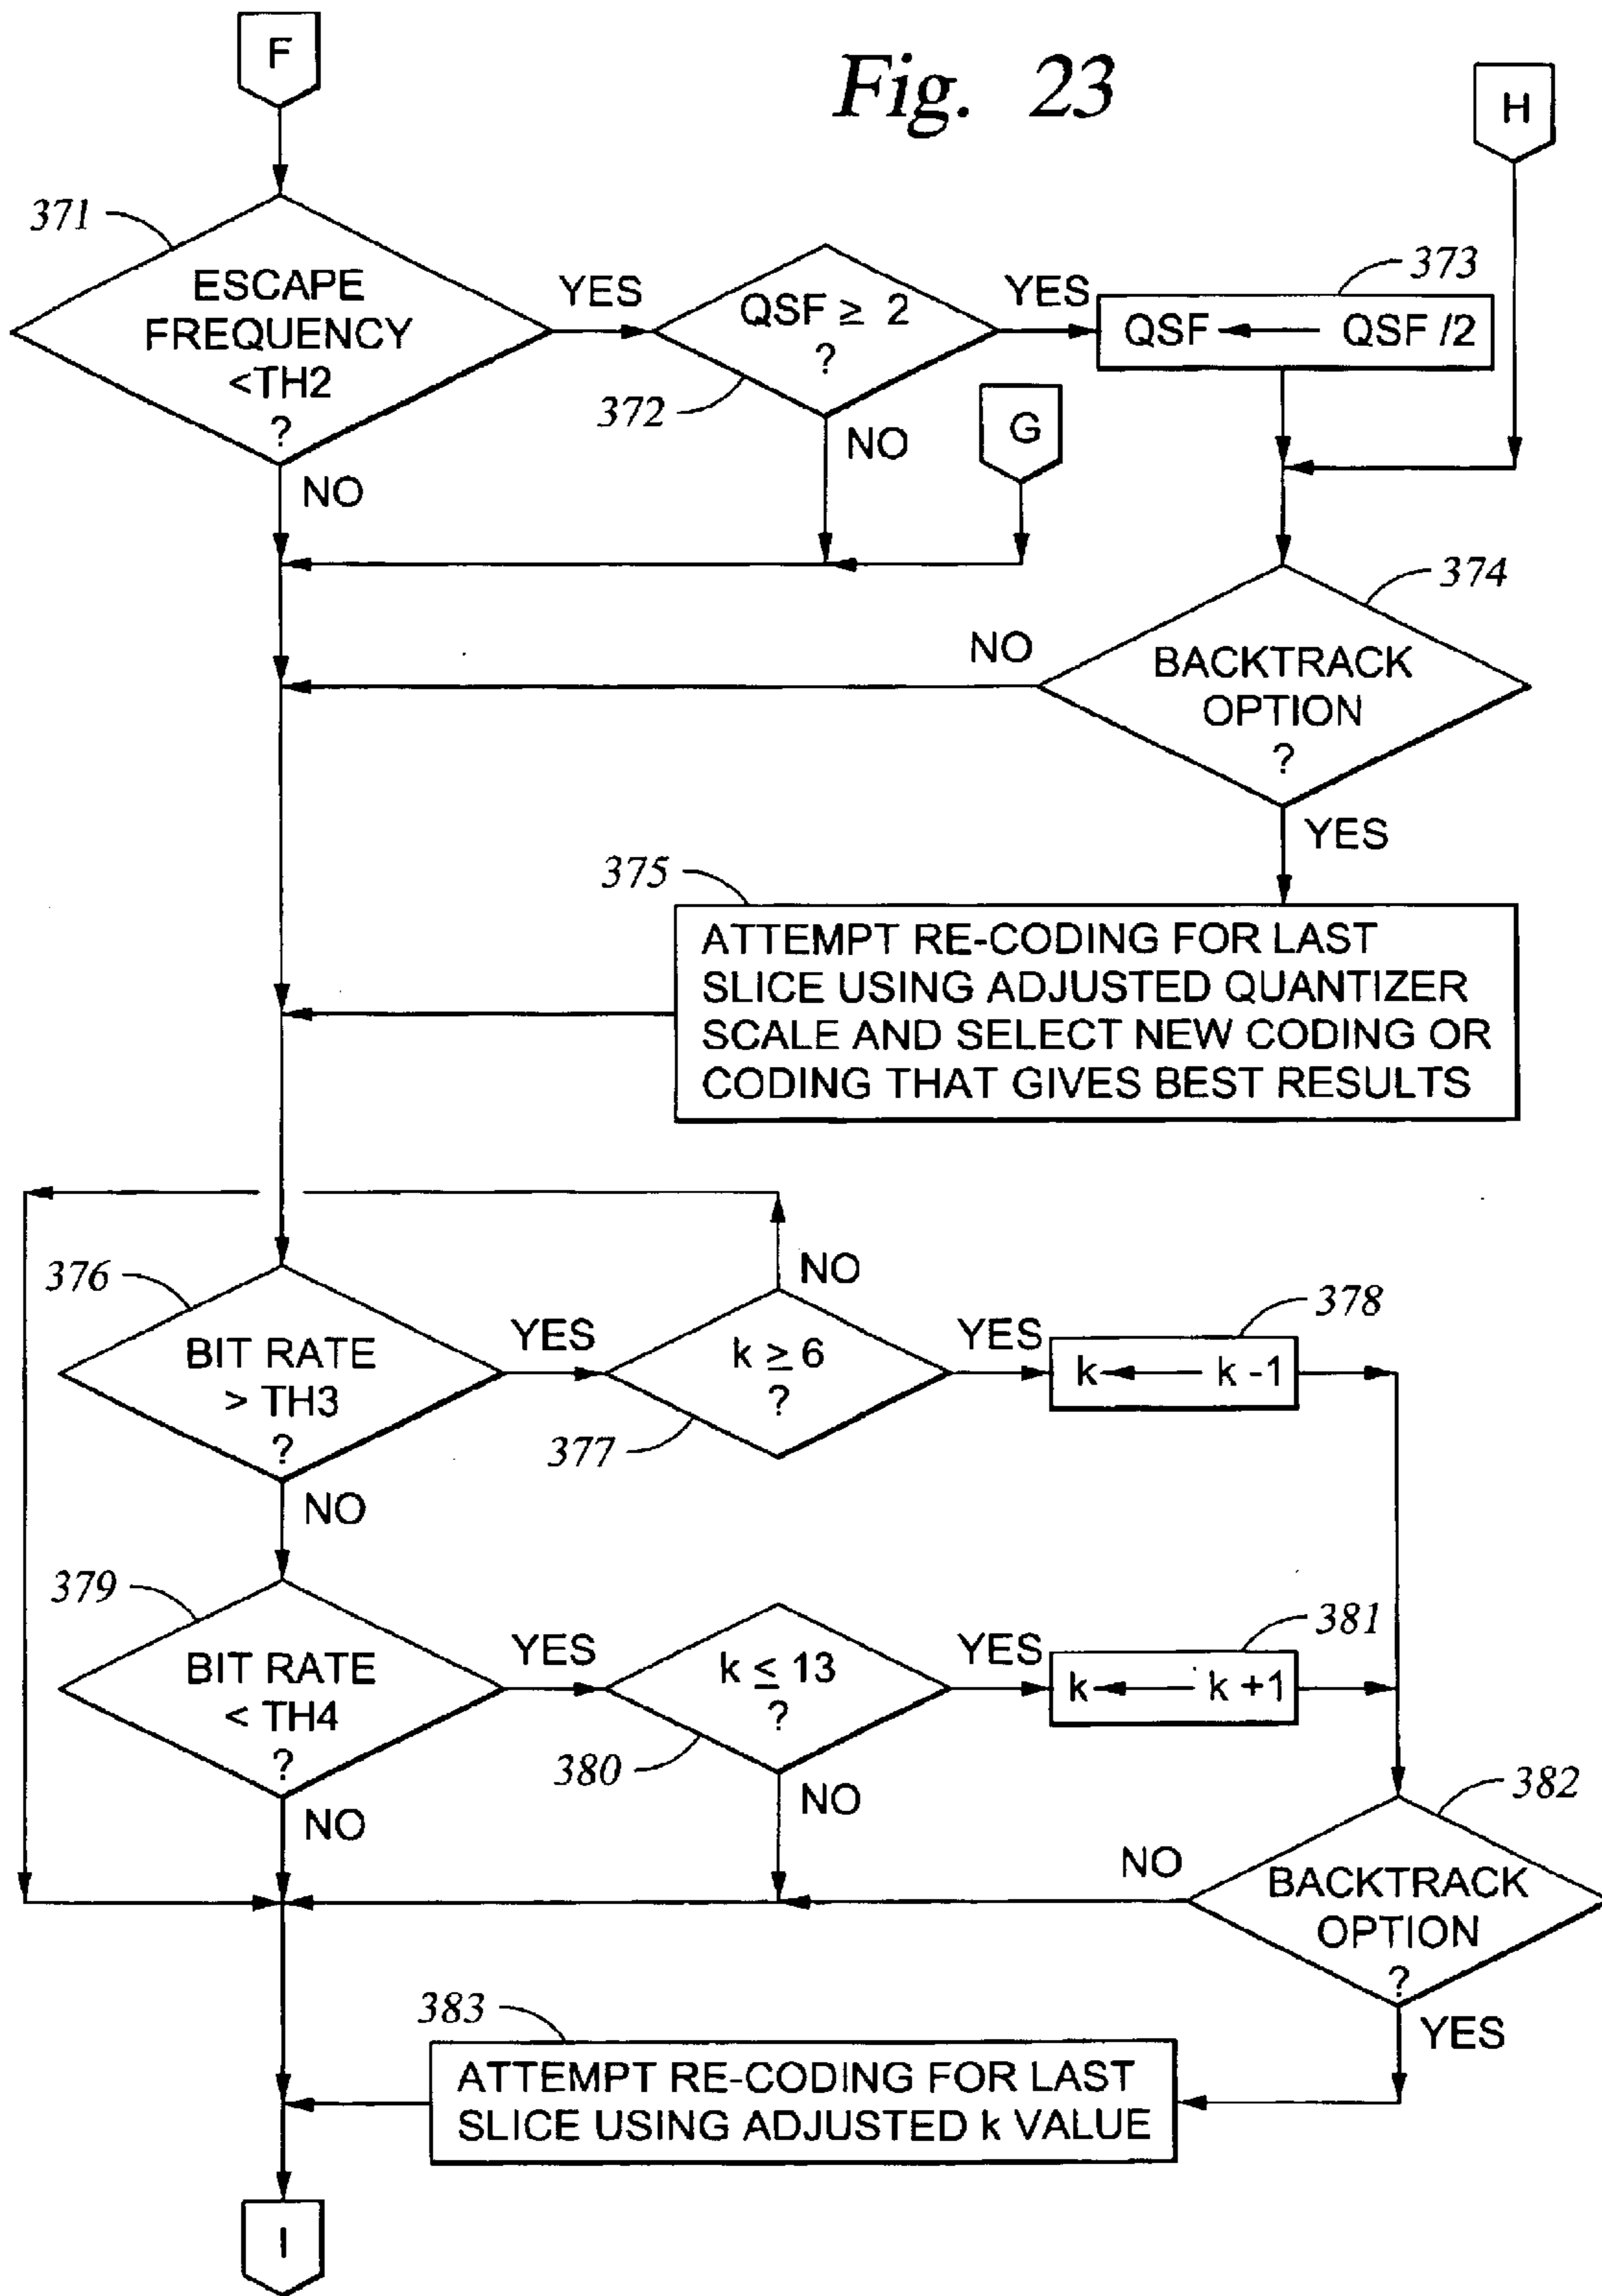 F
Fig. 23
H
371
ESCAPE
FREQUENCY
<TH2
?
YES
NO
372
QSF ≥ 2
?
YES
NO
373
QSF ← QSF /2
G
374
BACKTRACK
OPTION
?
NO
YES
375
ATTEMPT RE-CODING FOR LAST
SLICE USING ADJUSTED QUANTIZER
SCALE AND SELECT NEW CODING OR
CODING THAT GIVES BEST RESULTS
376
BIT RATE
> TH3
?
YES
NO
377
k ≥ 6
?
NO
YES
378
k ← k -1
379
BIT RATE
< TH4
?
YES
NO
380
k ≤ 13
?
YES
NO
381
k ← k +1
382
BACKTRACK
OPTION
?
NO
YES
383
ATTEMPT RE-CODING FOR LAST
SLICE USING ADJUSTED k VALUE
I